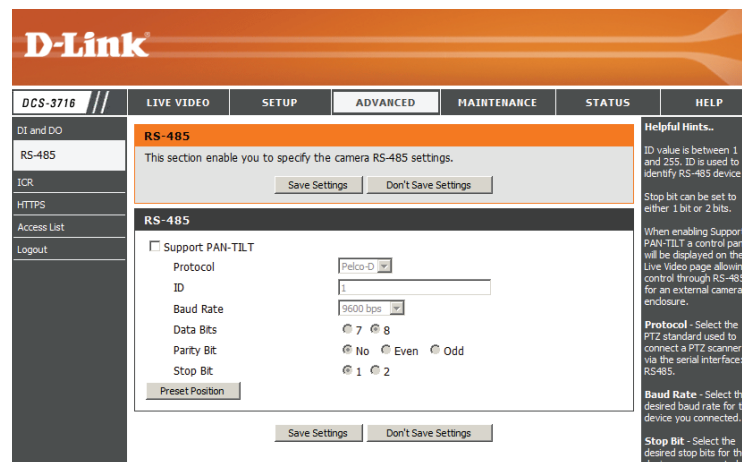 D-Link
DCS-3716
LIVE VIDEO
SETUP
ADVANCED
MAINTENANCE
STATUS
HELP
DI and DO
RS-485
ICR
HTTPS
Access List
Logout
RS-485
This section enable you to specify the camera RS-485 settings.
Save Settings
Don't Save Settings
RS-485
Support PAN-TILT
Protocol
Pelco-D
ID
1
Baud Rate
9600 bps
Data Bits
7 8
Parity Bit
No Even Odd
Stop Bit
1 2
Preset Position
Save Settings
Don't Save Settings
Helpful Hints..
ID value is between 1
and 255. ID is used to
identify RS-485 device
Stop bit can be set to
either 1 bit or 2 bits.
When enabling
PAN-TILT a control
will be displayed on the
Live Video page
control through
for an external camera
enclosure.
Protocol - Select the
PTZ standard used to
connect a PTZ scanner
via the serial interface:
RS485.
Baud Rate - Select
desired baud rate for
device you connected.
Stop Bit - Select the
desired stop bits for